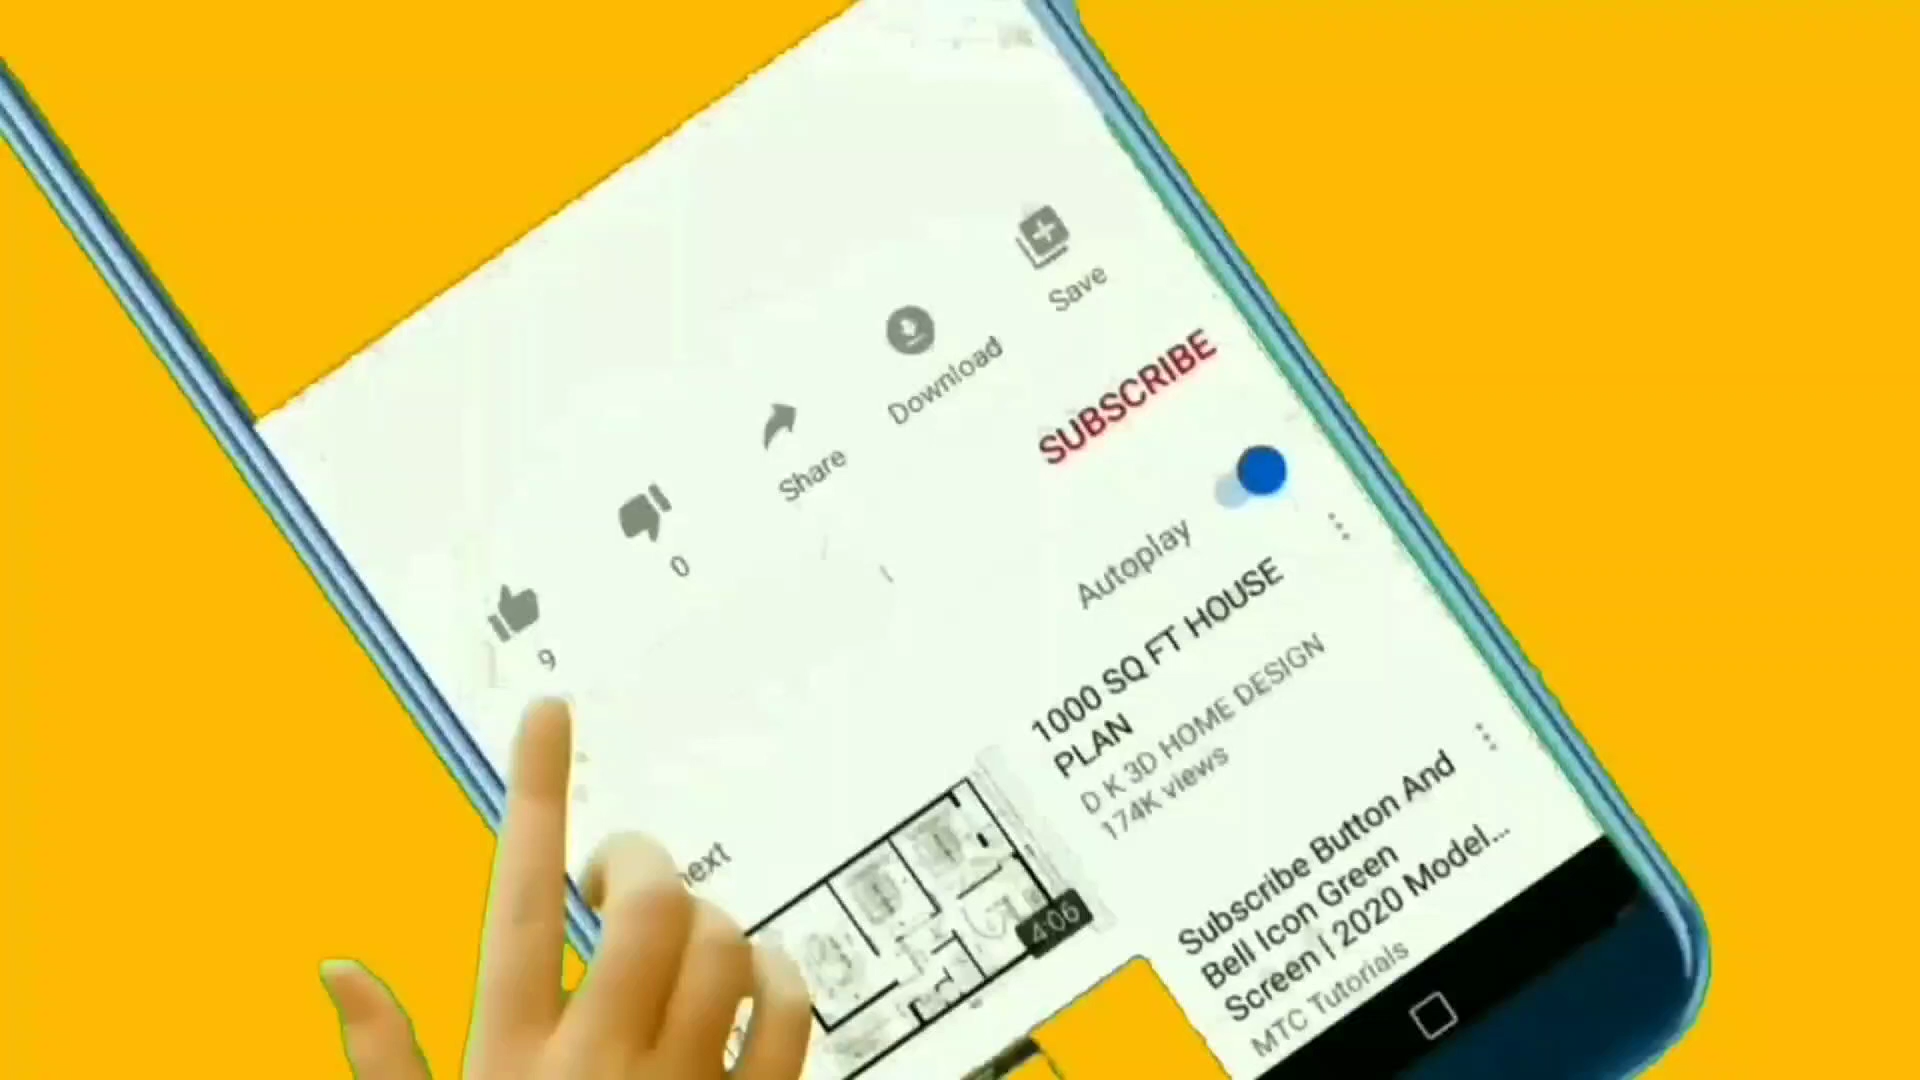 9
0
Share
Download
Save
SUBSCRIBE
Autoplay
next
4:06
1000 SQ FT HOUSE
PLAN
D K 3D HOME DESIGN
174K views
Subscribe Button And
Bell Icon Green
Screen | 2020 Model...
MTC Tutorials